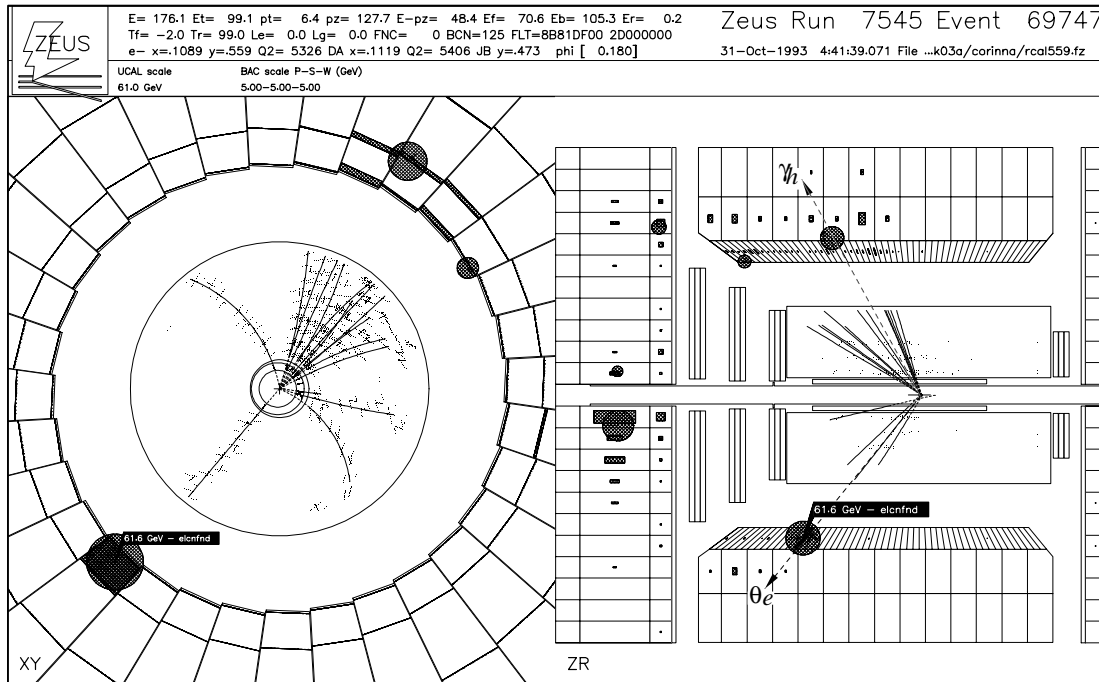 ZEUS
E= 176.1 Et= 99.1 pt= 6.4 pz= 127.7 E-pz= 48.4 Ef= 70.6 Eb= 105.3 Er= 0.2
Tf= -2.0 Tr= 99.0 Le= 0.0 Lg= 0.0 FNC= 0 BCN=125 FLT=8B81DF00 2D000000
e- x=.1089 y=.559 Q2= 5326 DA x=.1119 Q2= 5406 JB y=.473 phi [ 0.180]
Zeus Run 7545 Event 69747
31-Oct-1993 4:41:39.071 File ...k03a/corinna/rcal559.fz
UCAL scale
61.0 GeV
BAC scale P-S-W (GeV)
5.00-5.00-5.00
γh
61.6 GeV - elcnfnd
61.6 GeV - elcnfnd
θe
XY
ZR